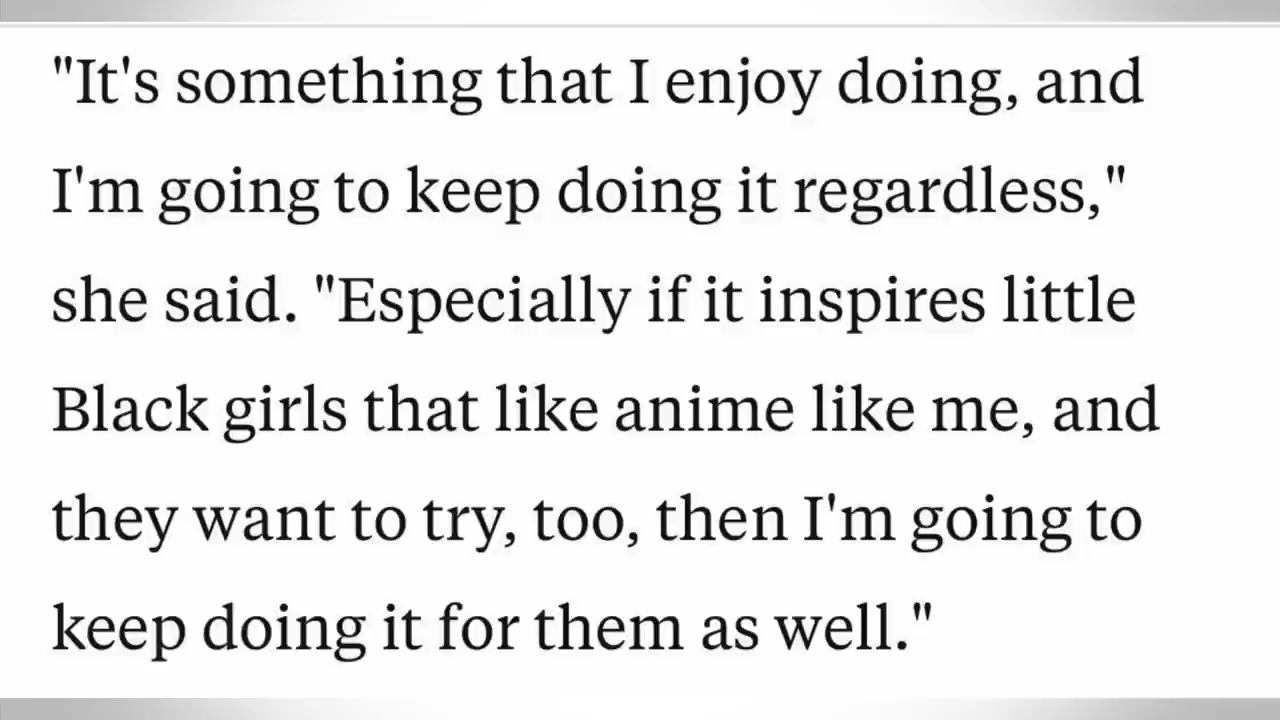 "It's something that I enjoy doing, and
I'm going to keep doing it regardless,"
she said. "Especially if it inspires little
Black girls that like anime like me, and
they want to try, too, then I'm going to
keep doing it for them as well."